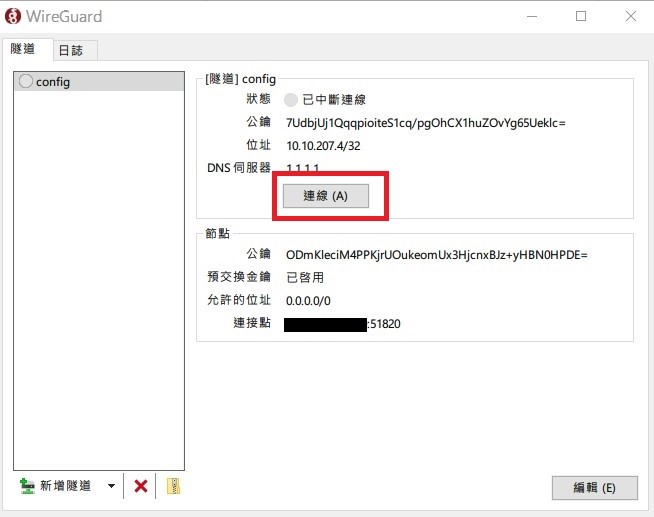 WireGuard
隧道 日誌
config
[隧道] config
狀態 已中斷連線
公鑰 7UdbjUj1QqqpioiteS1cq/pgOhCX1huZOvYg65Ueklc=
位址 10.10.207.4/32
DNS 伺服器 1.1.1.1
連線 (A)
節點
公鑰 ODmKleciM4PPKjrUOukeomUx3HjcnxBJz+yHBN0HPDE=
預交換金鑰 已啓用
允許的位址 0.0.0.0/0
連接點 :51820
新增隧道
編輯 (E)